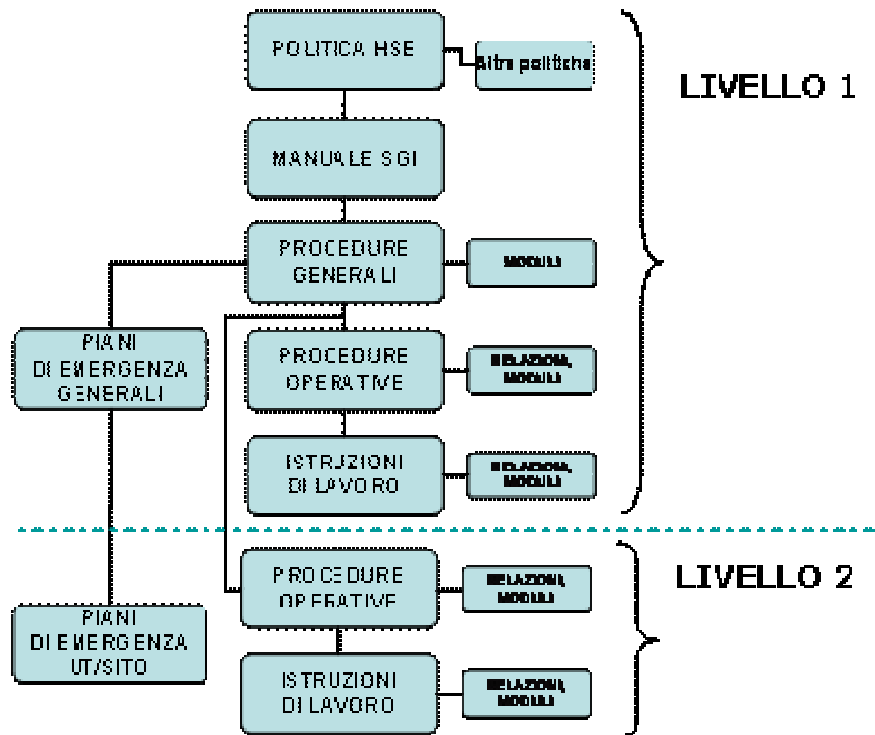 POLITICA HSE
Altre politiche
LIVELLO 1
MANUALE SGI
PROCEDURE
GENERALI
MODULI
PIANI
DI EMERGENZA
GENERALI
PROCEDURE
OPERATIVE
RELAZIONI,
MODULI
ISTRUZIONI
DI LAVORO
RELAZIONI,
MODULI
PROCEDURE
OPERATIVE
RELAZIONI,
MODULI
LIVELLO 2
PIANI
DI EMERGENZA
UT/SITO
ISTRUZIONI
DI LAVORO
RELAZIONI,
MODULI